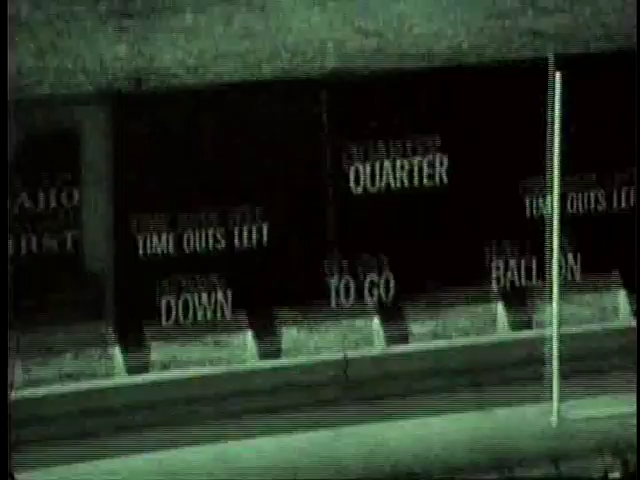 QUARTER
TIME OUTS LEFT
TIME OUTS LEFT
DOWN
TO GO
BALL ON